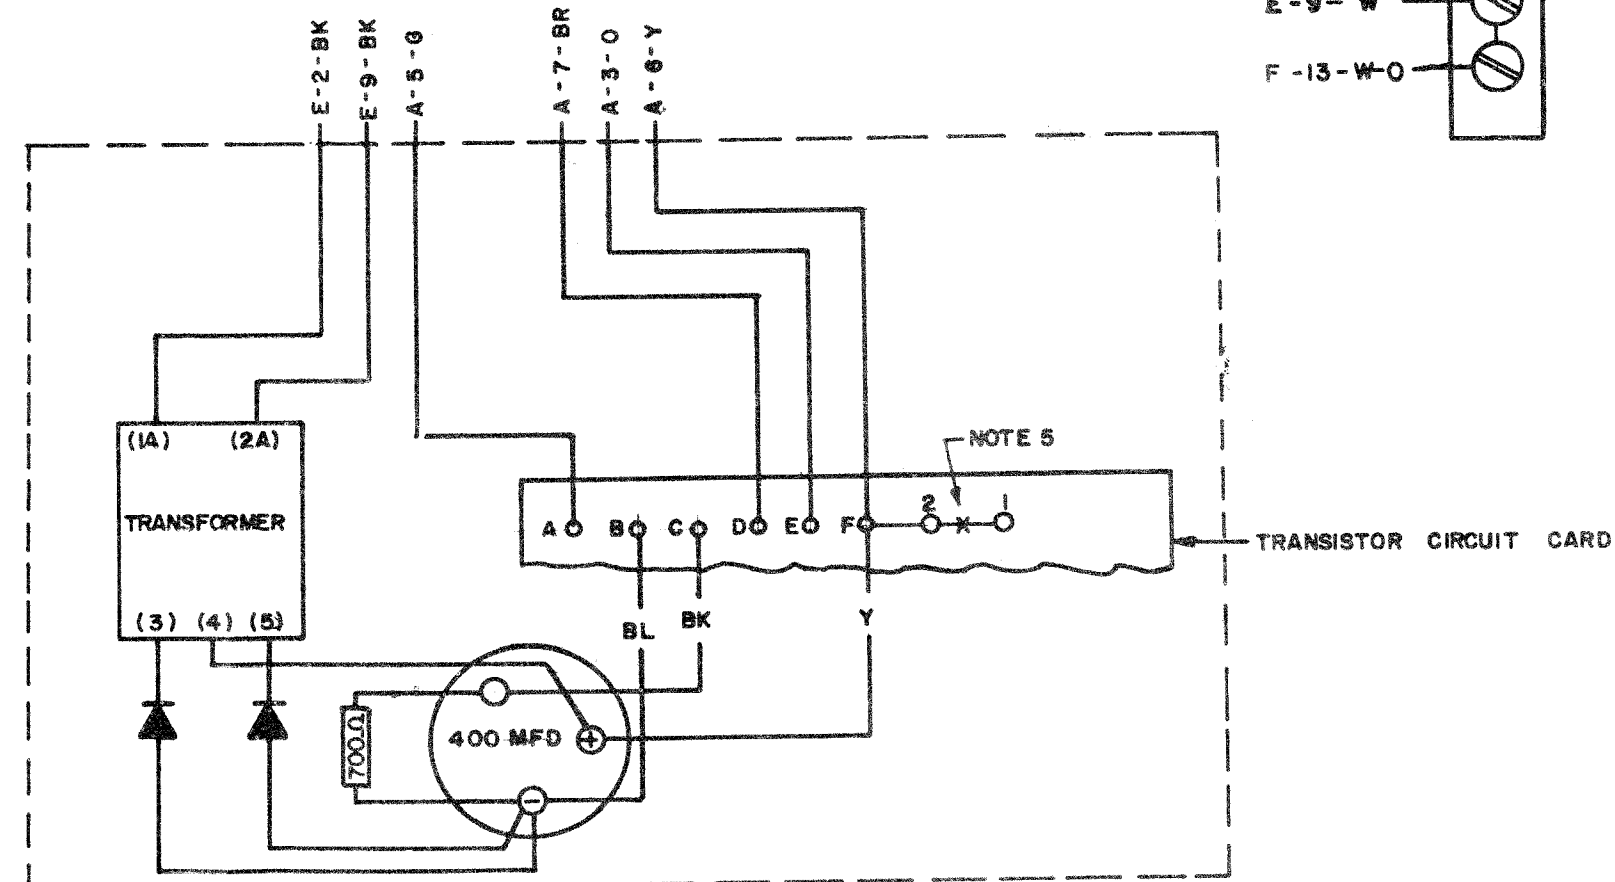 E-9-W
F-13-W-O
E-2-BK
E-9-BK
A-5-G
A-7-BR
A-3-O
A-6-Y
(1A) (2A)
TRANSFORMER
(3) (4) (5)
NOTE 5
A B C D E F 2 X 1
TRANSISTOR CIRCUIT CARD
BL BK Y
700Ω
400 MFD +
-